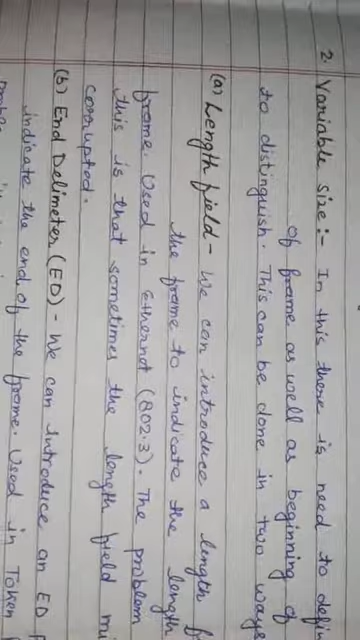 2. Variable size:- In this there is need to defi
of frame as well as beginning of
to distinguish. This can be done in two ways
(a) Length field - We can introduce a length f
the frame to indicate the length
frame. Used in Ethernet (802.3). The problem
this is that sometimes the length field mi
corrupted.
(b) End Delimeter (ED) - We can introduce an ED f
indicate the end of the frame. Used in Token